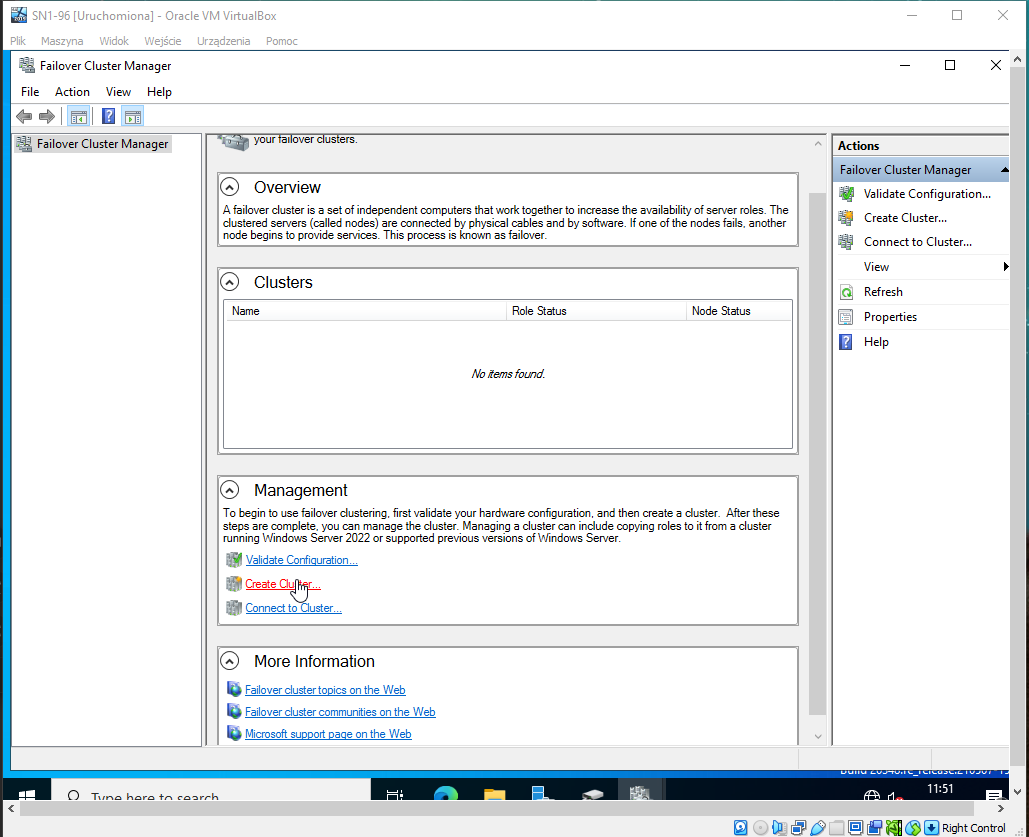 SN1-96 [Uruchomiona] - Oracle VM VirtualBox
Plik Maszyna Widok Wejście Urządzenia Pomoc
Failover Cluster Manager
File Action View Help
Failover Cluster Manager
your failover clusters.
Overview
A failover cluster is a set of independent computers that work together to increase the availability of server roles. The
clustered servers (called nodes) are connected by physical cables and by software. If one of the nodes fails, another
node begins to provide services. This process is known as failover.
Clusters
Name Role Status Node Status
No items found.
Management
To begin to use failover clustering, first validate your hardware configuration, and then create a cluster. After these
steps are complete, you can manage the cluster. Managing a cluster can include copying roles to it from a cluster
running Windows Server 2022 or supported previous versions of Windows Server.
Validate Configuration...
Create Cluster...
Connect to Cluster...
More Information
Failover cluster topics on the Web
Failover cluster communities on the Web
Microsoft support page on the Web
Actions
Failover Cluster Manager
Validate Configuration...
Create Cluster...
Connect to Cluster...
View
Refresh
Properties
Help
Type here to search
11:51
Right Control